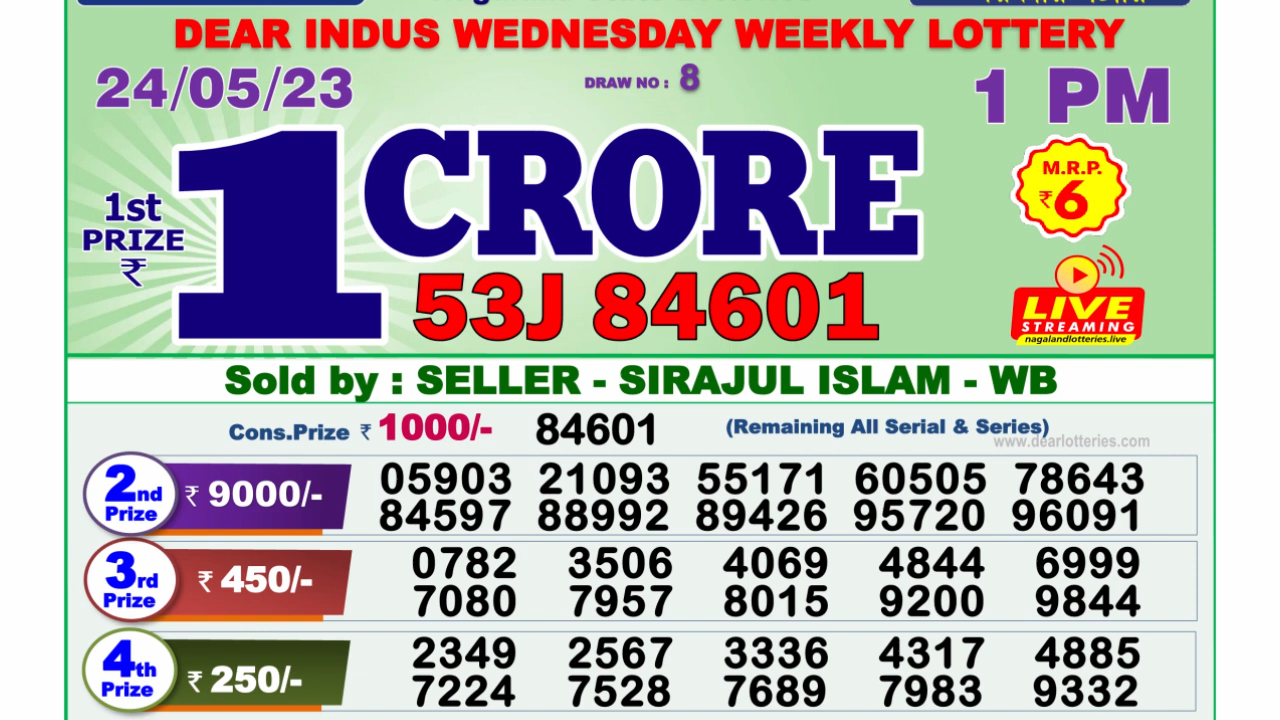 DEAR INDUS WEDNESDAY WEEKLY LOTTERY
24/05/23
DRAW NO : 8
1 PM
1st
PRIZE
₹
1 CRORE
53J 84601
M.R.P.
₹6
LIVE
STREAMING
nagalandlotteries.live
Sold by : SELLER - SIRAJUL ISLAM - WB
Cons.Prize ₹ 1000/- 84601 (Remaining All Serial & Series)
www.dearlotteries.com
2nd Prize ₹ 9000/-
05903 21093 55171 60505 78643
84597 88992 89426 95720 96091
3rd Prize ₹ 450/-
0782 3506 4069 4844 6999
7080 7957 8015 9200 9844
4th Prize ₹ 250/-
2349 2567 3336 4317 4885
7224 7528 7689 7983 9332